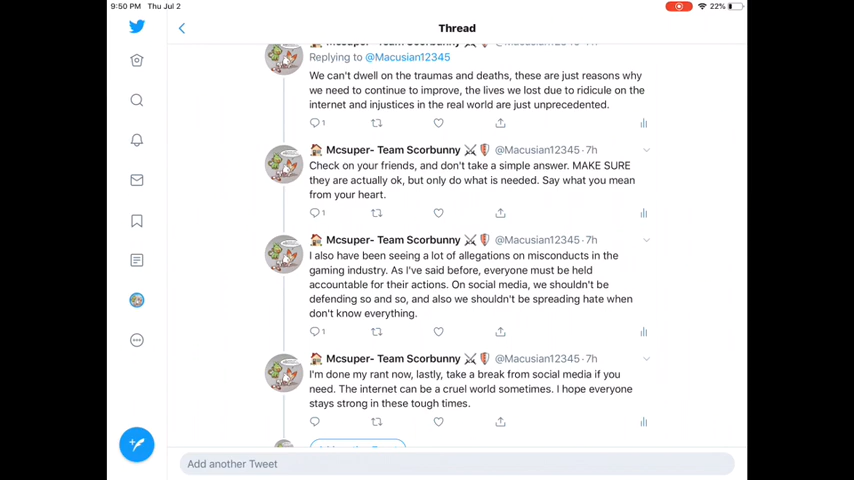 9:50 PM Thu Jul 2
22%
Thread
Mcsuper- Team Scorbunny @Macusian12345 · 7h
Replying to @Macusian12345
We can't dwell on the traumas and deaths, these are just reasons why
we need to continue to improve, the lives we lost due to ridicule on the
internet and injustices in the real world are just unprecedented.
1
Mcsuper- Team Scorbunny @Macusian12345 · 7h
Check on your friends, and don't take a simple answer. MAKE SURE
they are actually ok, but only do what is needed. Say what you mean
from your heart.
1
Mcsuper- Team Scorbunny @Macusian12345 · 7h
I also have been seeing a lot of allegations on misconducts in the
gaming industry. As I've said before, everyone must be held
accountable for their actions. On social media, we shouldn't be
defending so and so, and also we shouldn't be spreading hate when
don't know everything.
1
Mcsuper- Team Scorbunny @Macusian12345 · 7h
I'm done my rant now, lastly, take a break from social media if you
need. The internet can be a cruel world sometimes. I hope everyone
stays strong in these tough times.
Add another Tweet